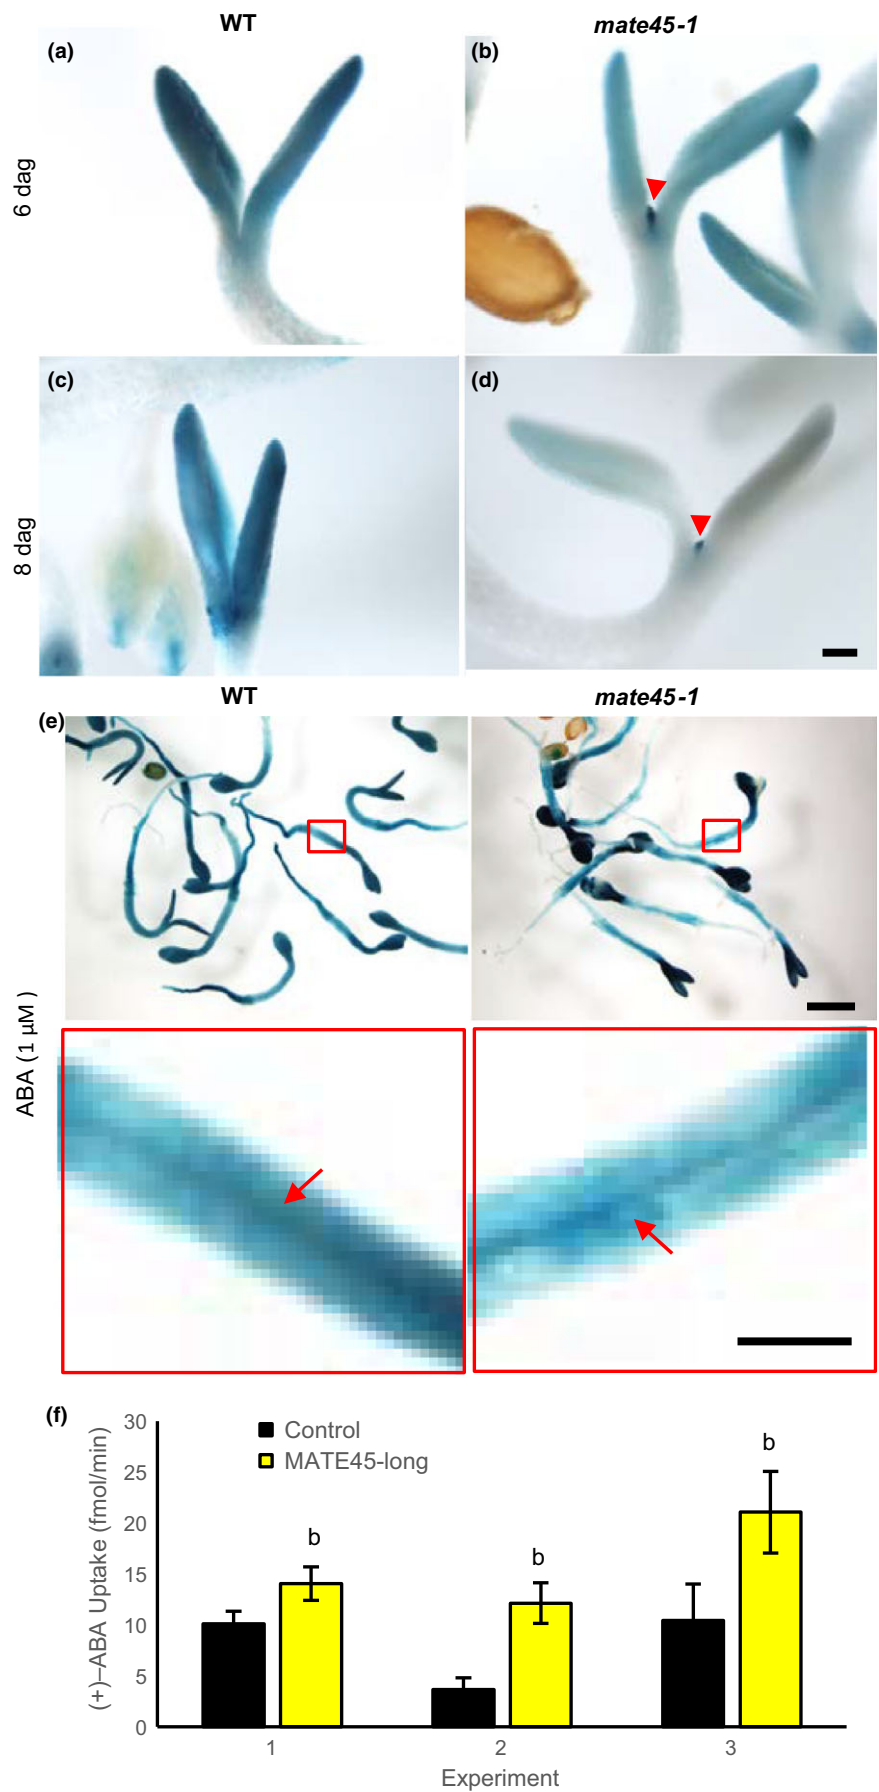 WT
mate45-1
(a)
(b)
6 dag
(c)
(d)
8 dag
WT
mate45-1
(e)
ABA (1 µM )
(f)
(+)–ABA Uptake (fmol/min)
30
25
20
15
10
5
0
Control
MATE45-long
b
b
b
1
2
3
Experiment